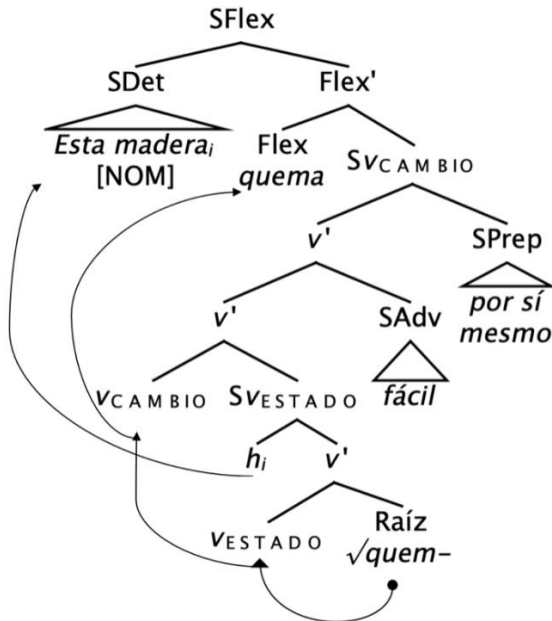 SFlex
SDet Flex'
Esta maderaᵢ Flex SvCAMBIO
[NOM] quema
v' SPrep
v' SAdv por sí
mesmo
vCAMBIO SvESTADO fácil
hᵢ v'
vESTADO Raíz
√quem-